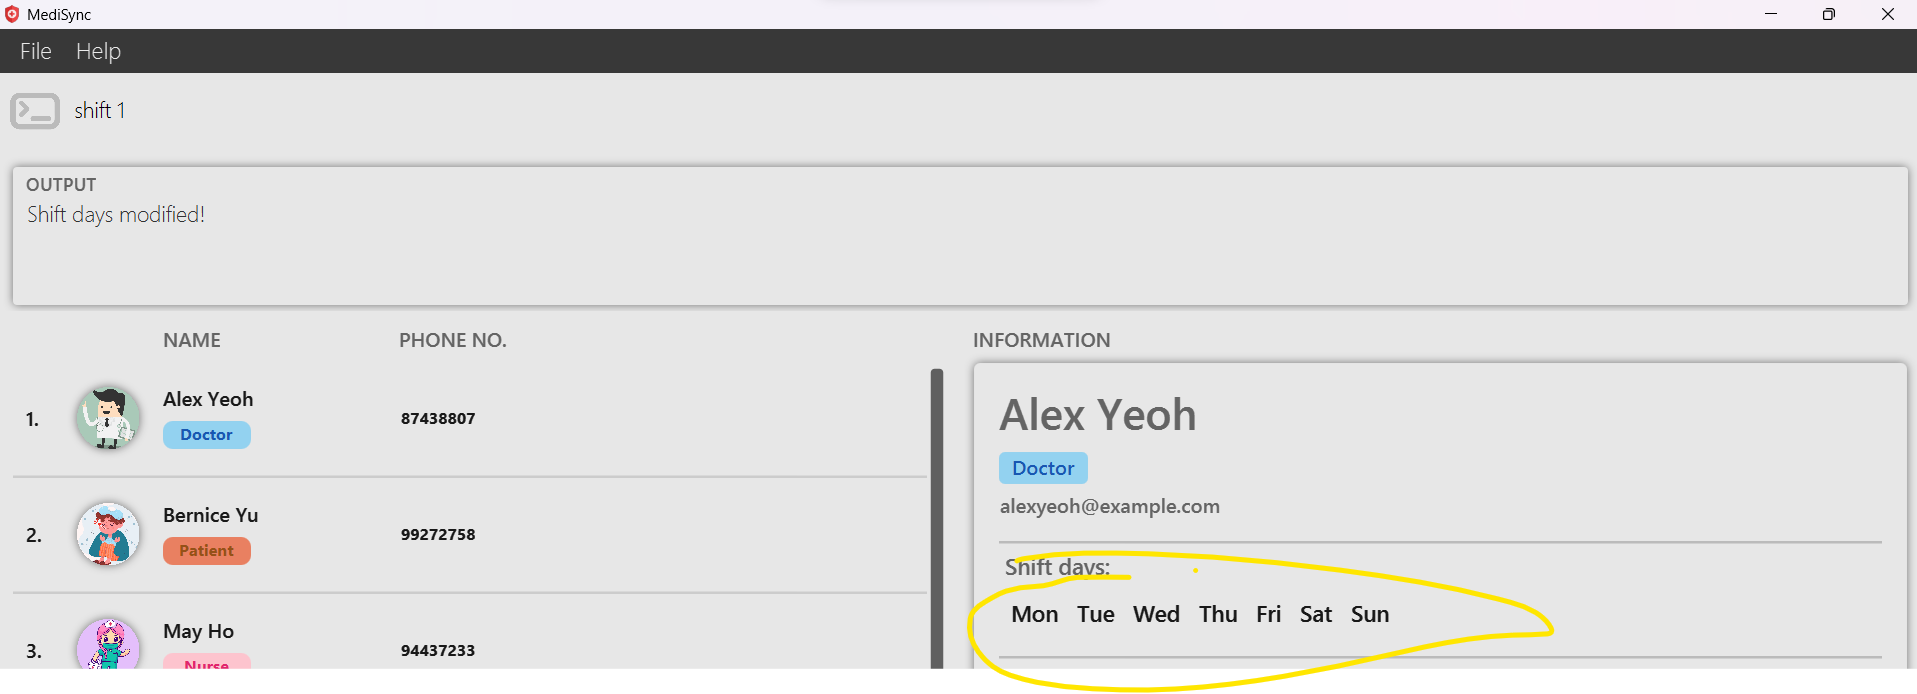 MediSync
File Help
shift 1
OUTPUT
Shift days modified!
NAME PHONE NO.
1. Alex Yeoh 87438807
Doctor
2. Bernice Yu 99272758
Patient
3. May Ho 94437233
Nurse
INFORMATION
Alex Yeoh
Doctor
alexyeoh@example.com
Shift days:
Mon Tue Wed Thu Fri Sat Sun